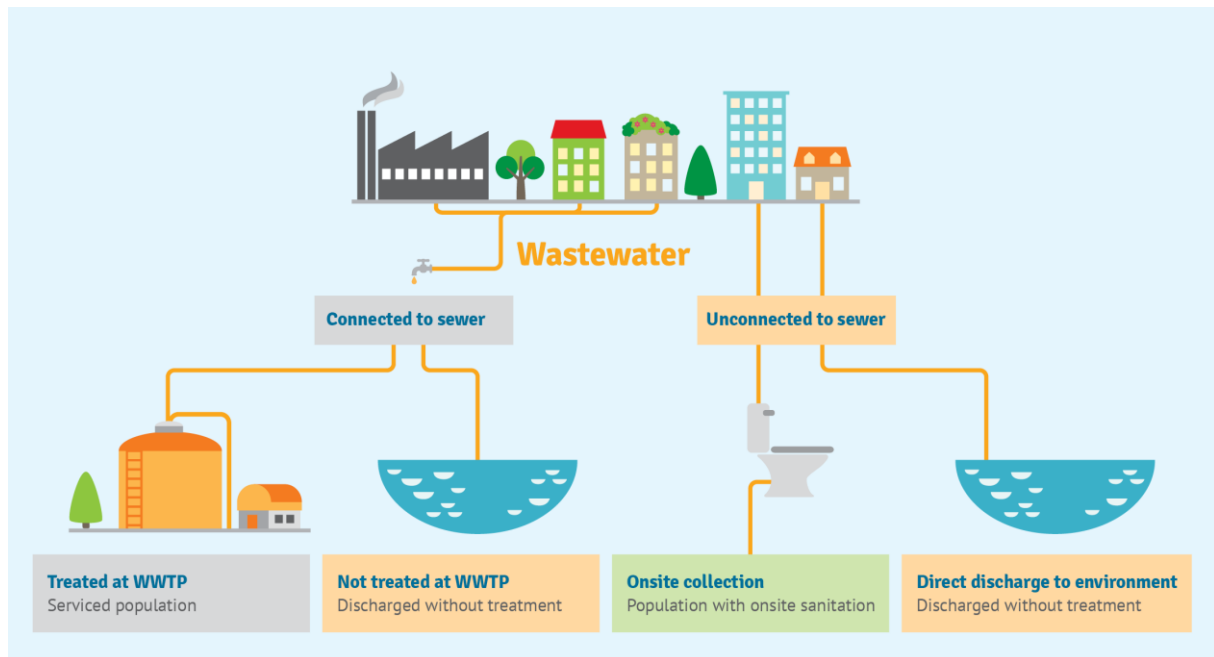 Wastewater
Connected to sewer
Unconnected to sewer
Treated at WWTP
Serviced population
Not treated at WWTP
Discharged without treatment
Onsite collection
Population with onsite sanitation
Direct discharge to environment
Discharged without treatment